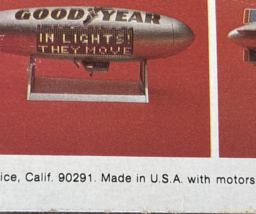 GOODYEAR
IN LIGHTS!
THEY MOVE
ice, Calif. 90291. Made in U.S.A. with motors